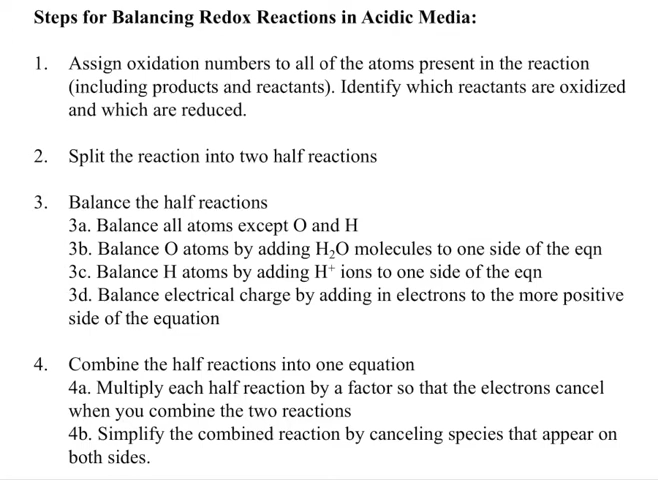 Steps for Balancing Redox Reactions in Acidic Media:
1. Assign oxidation numbers to all of the atoms present in the reaction
(including products and reactants). Identify which reactants are oxidized
and which are reduced.
2. Split the reaction into two half reactions
3. Balance the half reactions
3a. Balance all atoms except O and H
3b. Balance O atoms by adding H₂O molecules to one side of the eqn
3c. Balance H atoms by adding H⁺ ions to one side of the eqn
3d. Balance electrical charge by adding in electrons to the more positive
side of the equation
4. Combine the half reactions into one equation
4a. Multiply each half reaction by a factor so that the electrons cancel
when you combine the two reactions
4b. Simplify the combined reaction by canceling species that appear on
both sides.